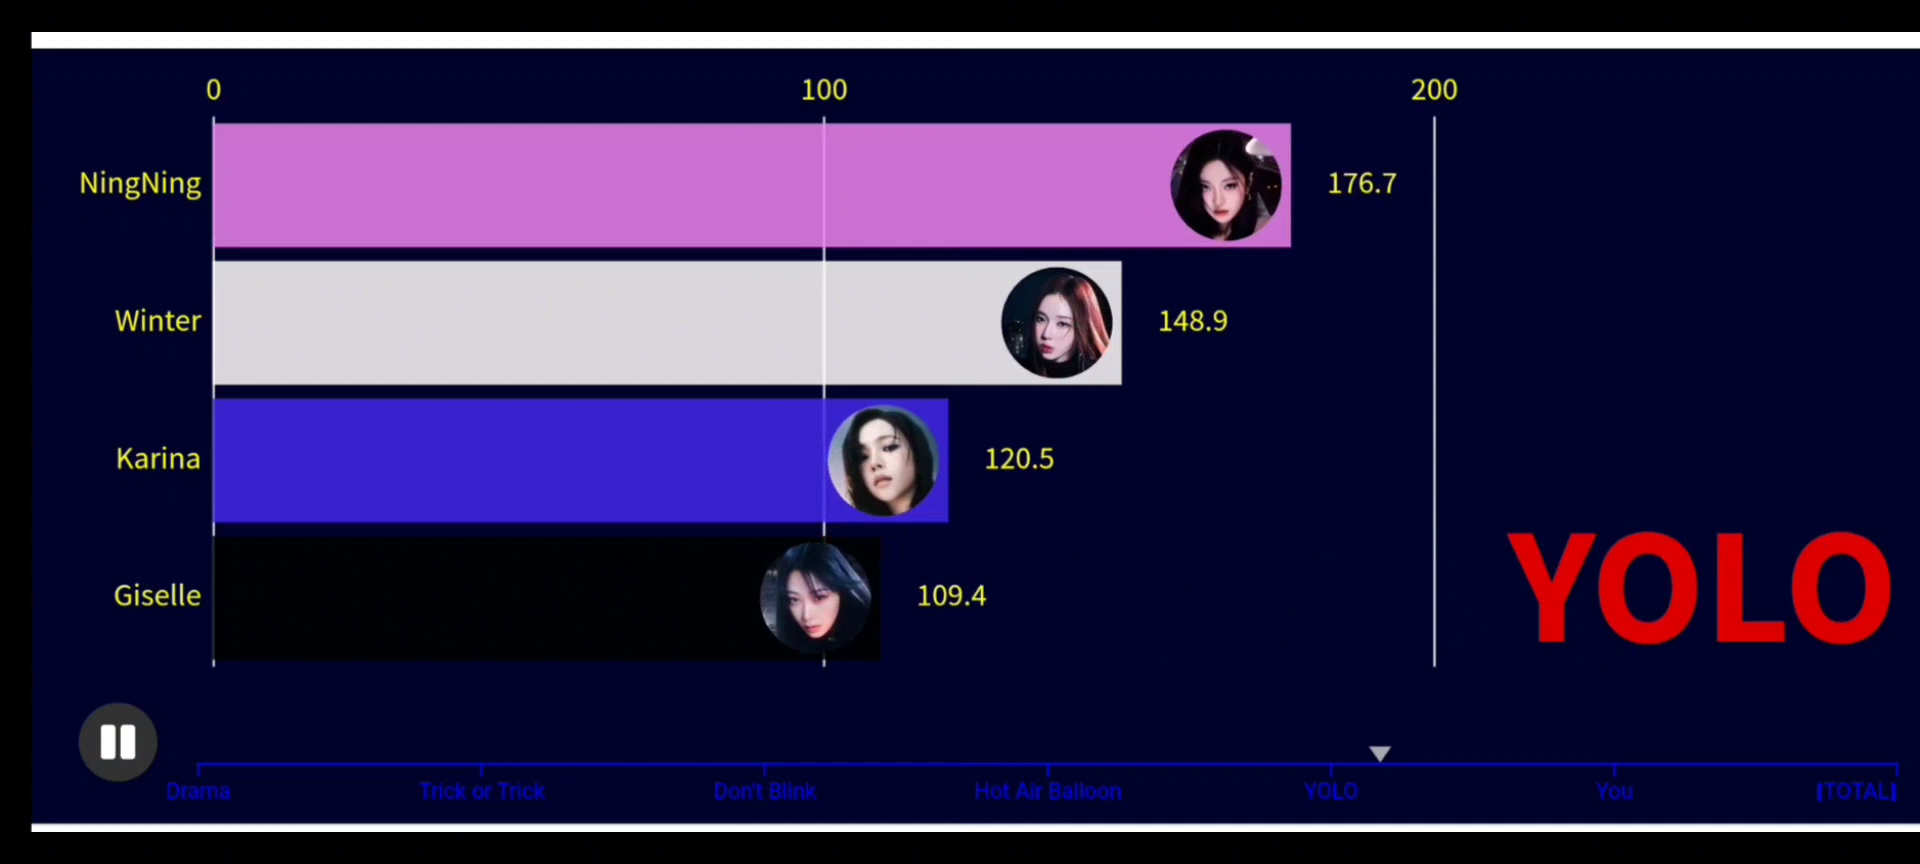 0 100 200
NingNing 176.7
Winter 148.9
Karina 120.5
Giselle 109.4
YOLO
Drama Trick or Trick Don't Blink Hot Air Balloon YOLO You [TOTAL]